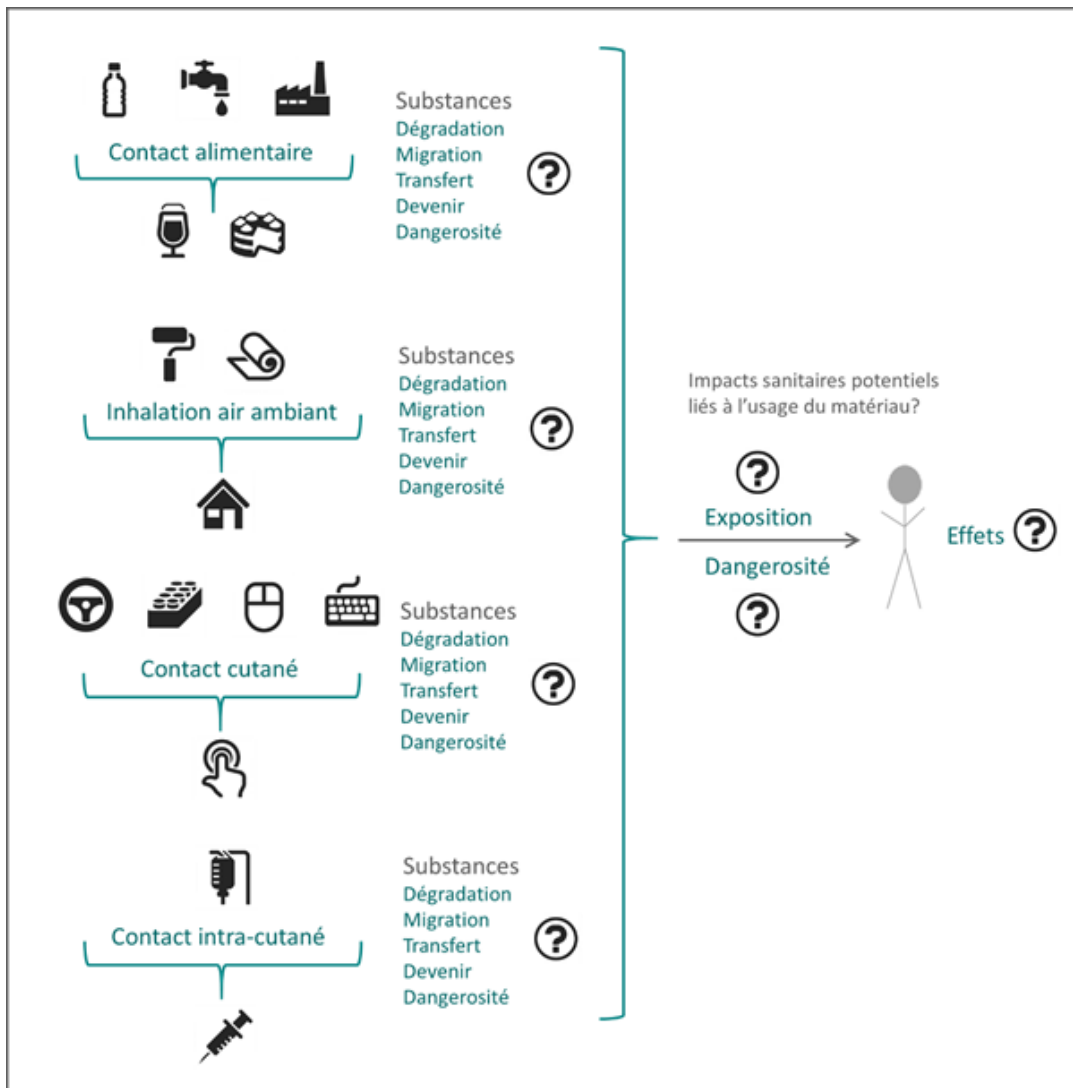 Contact alimentaire
Substances
Dégradation
Migration
Transfert
Devenir
Dangerosité
?
Inhalation air ambiant
Substances
Dégradation
Migration
Transfert
Devenir
Dangerosité
?
Contact cutané
Substances
Dégradation
Migration
Transfert
Devenir
Dangerosité
?
Contact intra-cutané
Substances
Dégradation
Migration
Transfert
Devenir
Dangerosité
?
Impacts sanitaires potentiels
liés à l’usage du matériau?
?
Exposition
Dangerosité
?
Effets ?